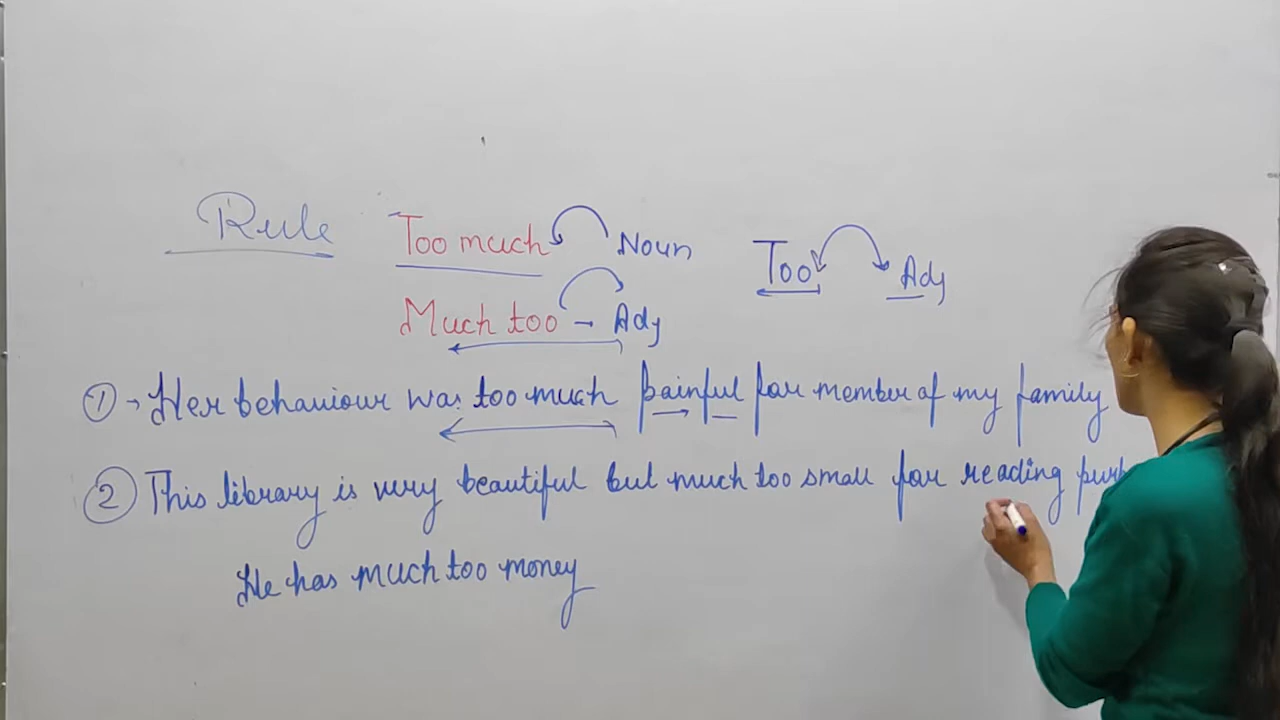 Rule Too much Noun Too Adj
Much too - Adj
① → Her behaviour was too much painful for member of my family
② This library is very beautiful but much too small for reading
He has much too money